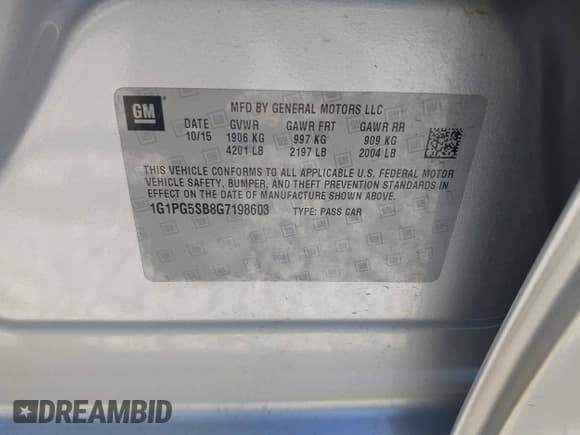 GM
MFD BY GENERAL MOTORS LLC
DATE GVWR GAWR FRT GAWR RR
10/15 1906 KG 997 KG 909 KG
4201 LB 2197 LB 2004 LB
THIS VEHICLE CONFORMS TO ALL APPLICABLE U.S. FEDERAL MOTOR
VEHICLE SAFETY, BUMPER, AND THEFT PREVENTION STANDARDS IN
EFFECT ON THE DATE OF MANUFACTURE SHOWN ABOVE.
1G1PG5SB8G7198603 TYPE: PASS CAR
DREAMBID